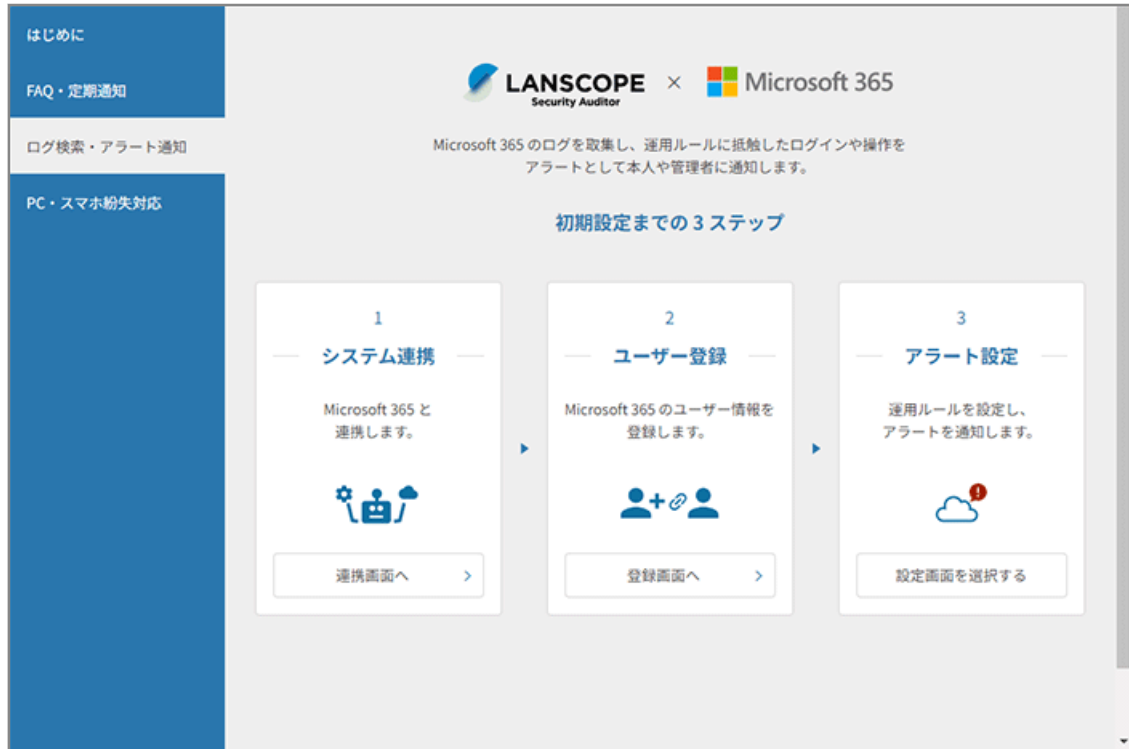 はじめに
FAQ・定期通知
ログ検索・アラート通知
PC・スマホ紛失対応
LANSCOPE × Microsoft 365
Security Auditor
Microsoft 365 のログを取集し、運用ルールに抵触したログインや操作を
アラートとして本人や管理者に通知します。
初期設定までの 3 ステップ
1
システム連携
Microsoft 365 と
連携します。
連携画面へ
2
ユーザー登録
Microsoft 365 のユーザー情報を
登録します。
登録画面へ
3
アラート設定
運用ルールを設定し、
アラートを通知します。
設定画面を選択する